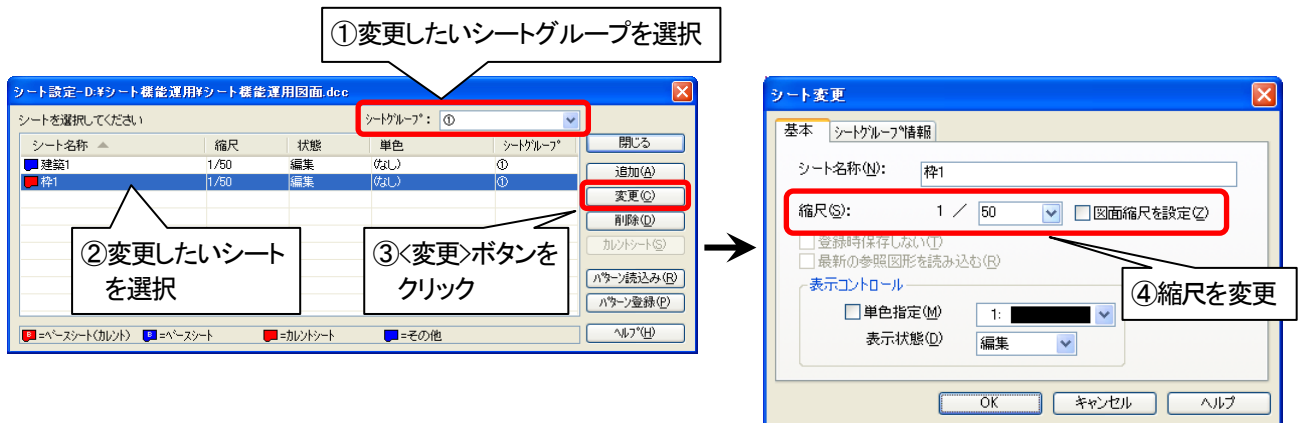 ①変更したいシートグループを選択
シート設定-D:¥シート機能運用¥シート機能運用図面.dcc
シートを選択してください
シートグループ: ①
シート名称 縮尺 状態 単色 シートグループ
建築1 1/50 編集 (なし) ①
枠1 1/50 編集 (なし) ①
閉じる
追加(A)
変更(C)
削除(D)
カレントシート(S)
パターン読込み(R)
パターン登録(P)
ヘルプ(H)
②変更したいシート
を選択
③<変更>ボタンを
クリック
B =ベースシート(カレント) B =ベースシート =カレントシート =その他
シート変更
基本 シートグループ情報
シート名称(N): 枠1
縮尺(S): 1 / 50 図面縮尺を設定(Z)
登録時保存しない(T)
最新の参照図形を読み込む(R)
表示コントロール
単色指定(M) 1:
表示状態(D) 編集
④縮尺を変更
OK キャンセル ヘルプ